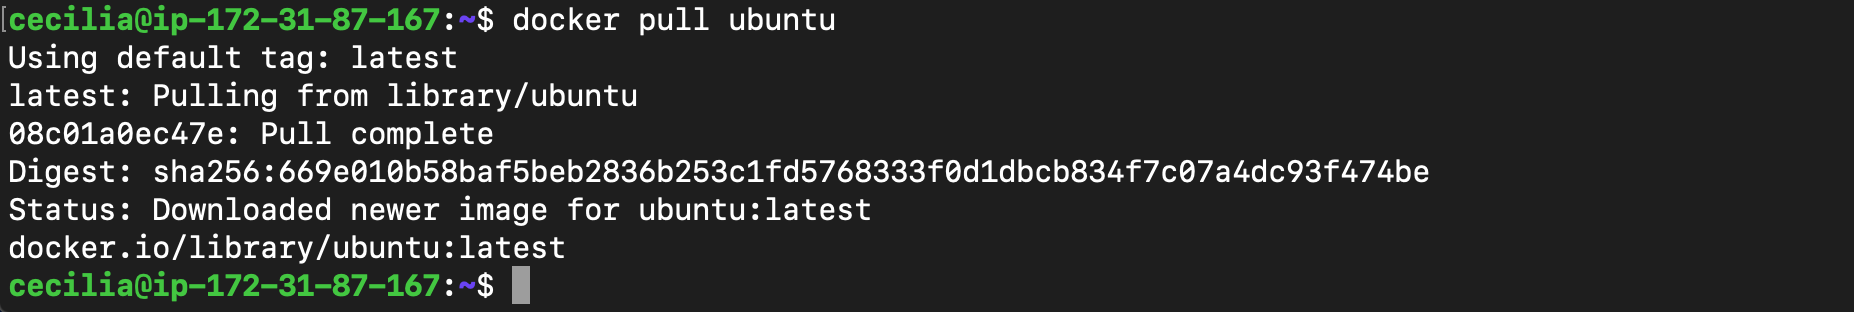 cecilia@ip-172-31-87-167:~$ docker pull ubuntu
Using default tag: latest
latest: Pulling from library/ubuntu
08c01a0ec47e: Pull complete
Digest: sha256:669e010b58baf5beb2836b253c1fd5768333f0d1dbcb834f7c07a4dc93f474be
Status: Downloaded newer image for ubuntu:latest
docker.io/library/ubuntu:latest
cecilia@ip-172-31-87-167:~$